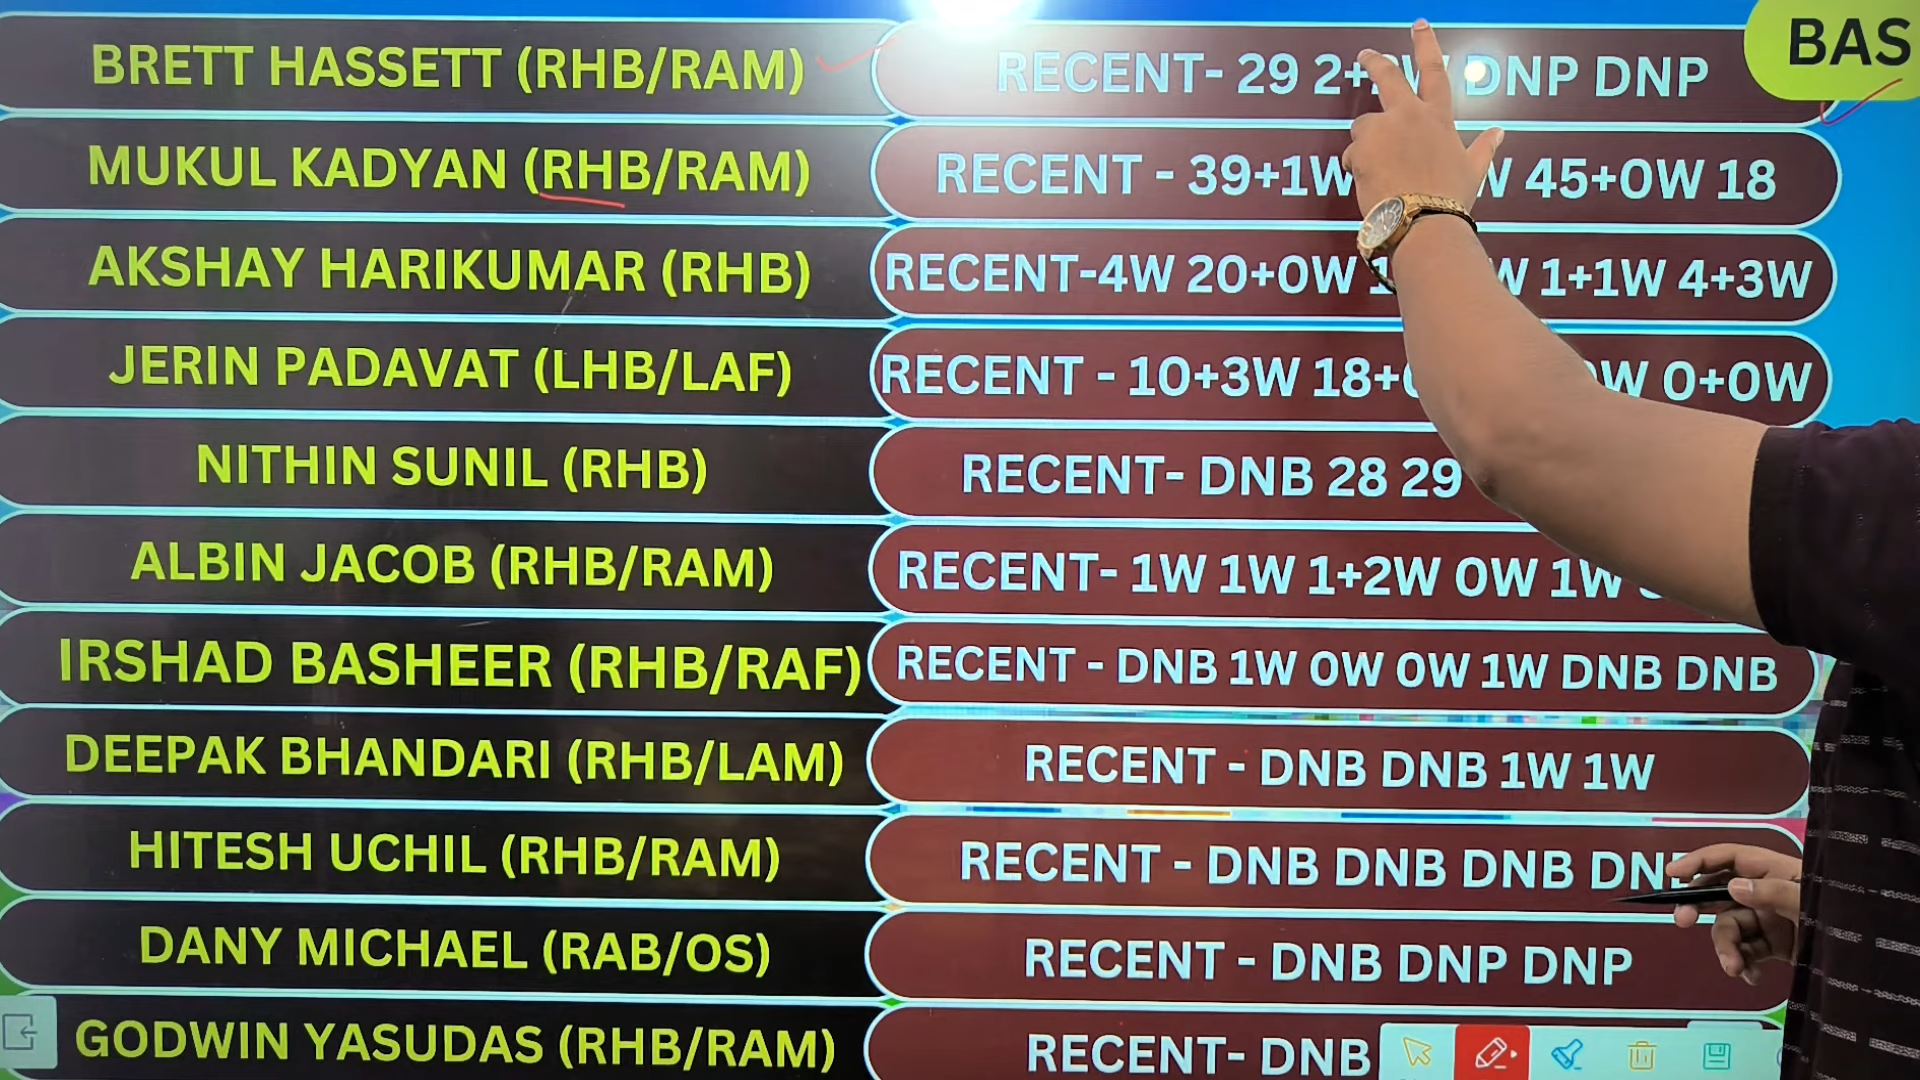 BRETT HASSETT (RHB/RAM) RECENT- 29 DNP DNP
BAS
MUKUL KADYAN (RHB/RAM) RECENT - 39+1W 45+0W 18
AKSHAY HARIKUMAR (RHB) RECENT-4W 20+0W 1+1W 4+3W
JERIN PADAVAT (LHB/LAF) RECENT - 10+3W 0+0W
NITHIN SUNIL (RHB) RECENT- DNB 28 29
ALBIN JACOB (RHB/RAM) RECENT- 1W 1W 1+2W 0W 1W
IRSHAD BASHEER (RHB/RAF) RECENT - DNB 1W 0W 0W 1W DNB DNB
DEEPAK BHANDARI (RHB/LAM) RECENT - DNB DNB 1W 1W
HITESH UCHIL (RHB/RAM) RECENT - DNB DNB DNB
DANY MICHAEL (RAB/OS) RECENT - DNB DNP DNP
GODWIN YASUDAS (RHB/RAM) RECENT- DNB